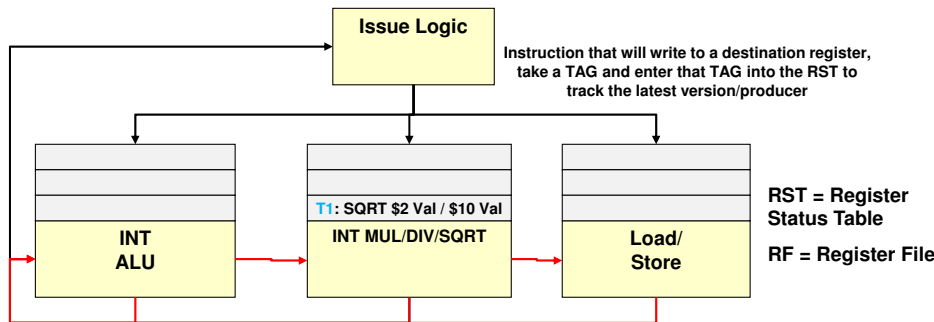 Issue Logic
Instruction that will write to a destination register,
take a TAG and enter that TAG into the RST to
track the latest version/producer
T1: SQRT $2 Val / $10 Val
INT
ALU
INT MUL/DIV/SQRT
Load/
Store
RST = Register
Status Table
RF = Register File